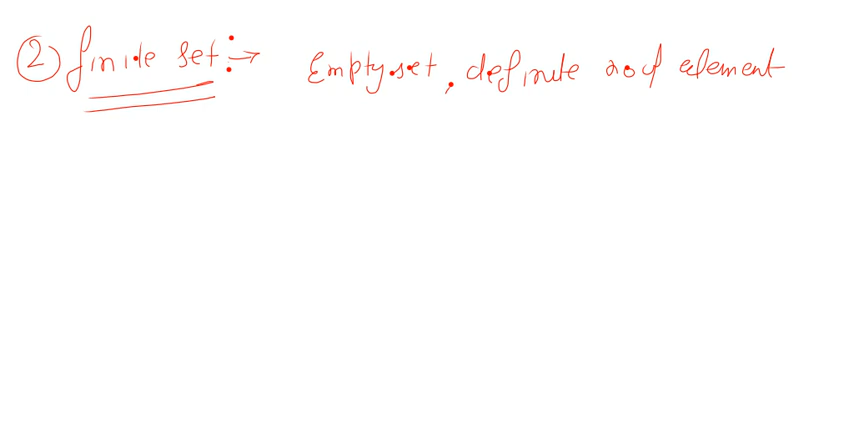 ② finite set :→ Empty set, definite no of element